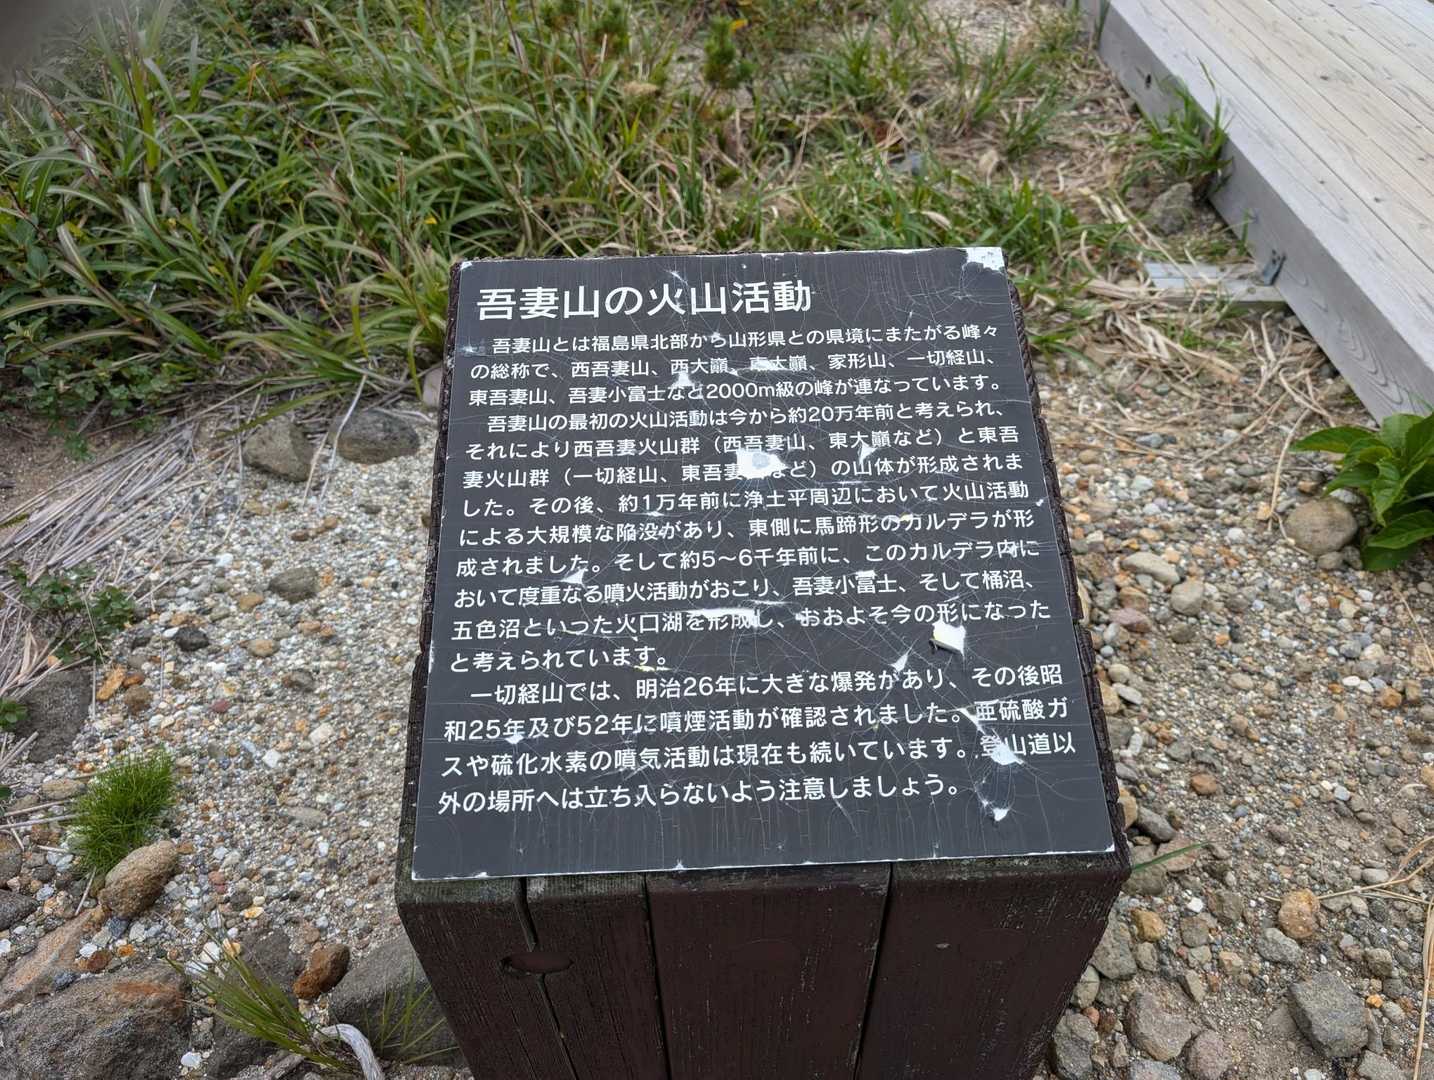 吾妻山の火山活動
吾妻山とは福島県北部から山形県との県境にまたがる峰々
の総称で、西吾妻山、西大巓、東大巓、家形山、一切経山、
東吾妻山、吾妻小富士など2000m級の峰が連なっています。
吾妻山の最初の火山活動は今から約20万年前と考えられ、
それにより西吾妻火山群（西吾妻山、東大巓など）と東吾
妻火山群（一切経山、東吾妻など）の山体が形成されま
した。その後、約1万年前に浄土平周辺において火山活動
による大規模な陥没があり、東側に馬蹄形のカルデラが形
成されました。そして約5〜6千年前に、このカルデラ内に
おいて度重なる噴火活動がおこり、吾妻小富士、そして桶沼、
五色沼といった火口湖を形成し、おおよそ今の形になった
と考えられています。
一切経山では、明治26年に大きな爆発があり、その後昭
和25年及び52年に噴煙活動が確認されました。亜硫酸ガ
スや硫化水素の噴気活動は現在も続いています。登山道以
外の場所へは立ち入らないよう注意しましょう。